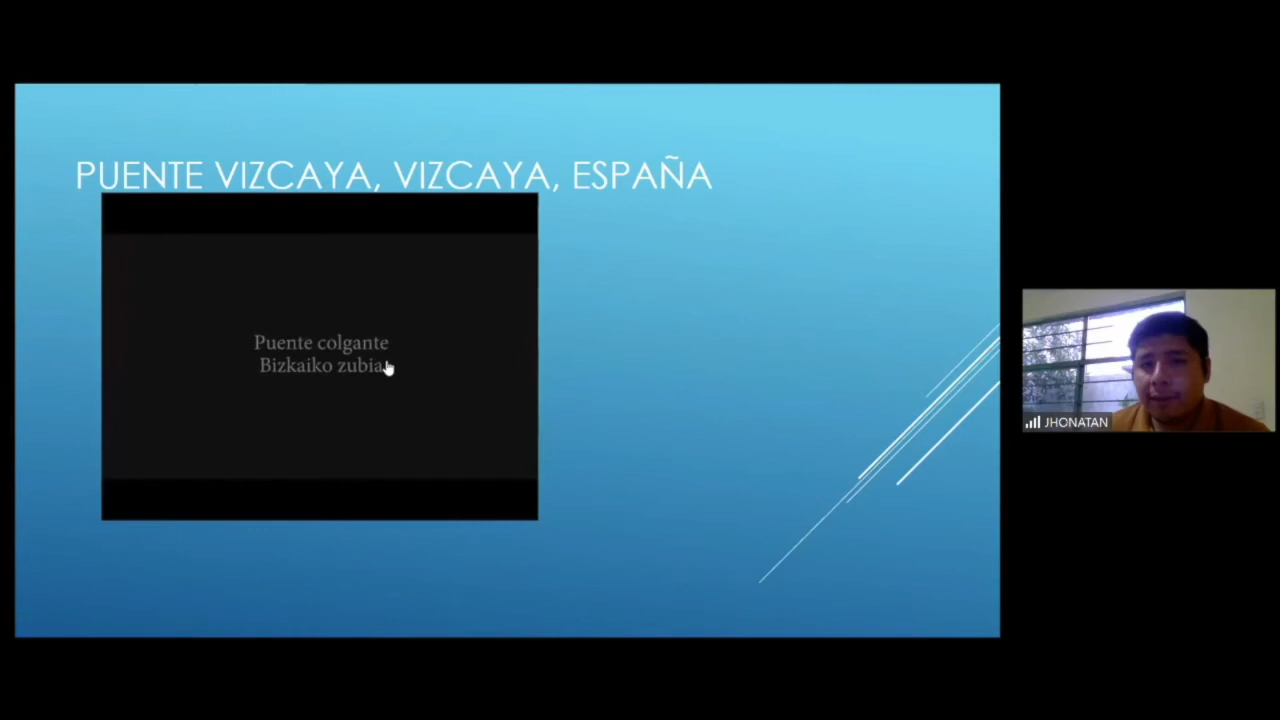 PUENTE VIZCAYA, VIZCAYA, ESPAÑA
Puente colgante
Bizkaiko zubia
JHONATAN